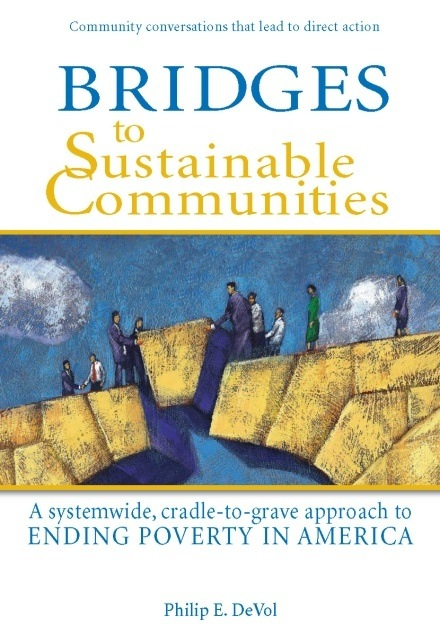 Community conversations that lead to direct action
BRIDGES
to
Sustainable
Communities
A systemwide, cradle-to-grave approach to
ENDING POVERTY IN AMERICA
Philip E. DeVol